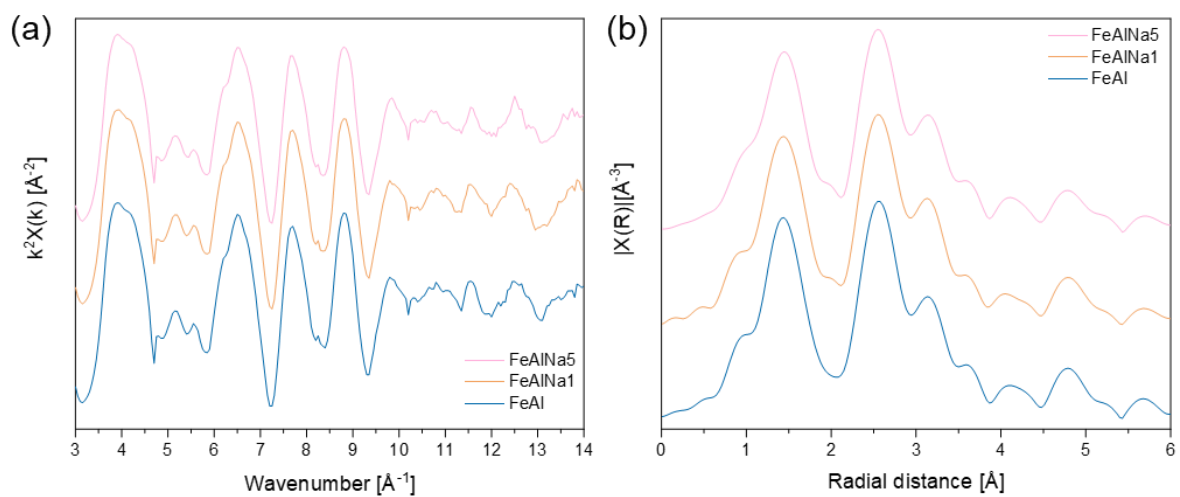 (a)
k²X(k) [Å⁻²]
FeAlNa5
FeAlNa1
FeAl
3 4 5 6 7 8 9 10 11 12 13 14
Wavenumber [Å⁻¹]
(b)
|X(R)|[Å⁻³]
FeAlNa5
FeAlNa1
FeAl
0 1 2 3 4 5 6
Radial distance [Å]